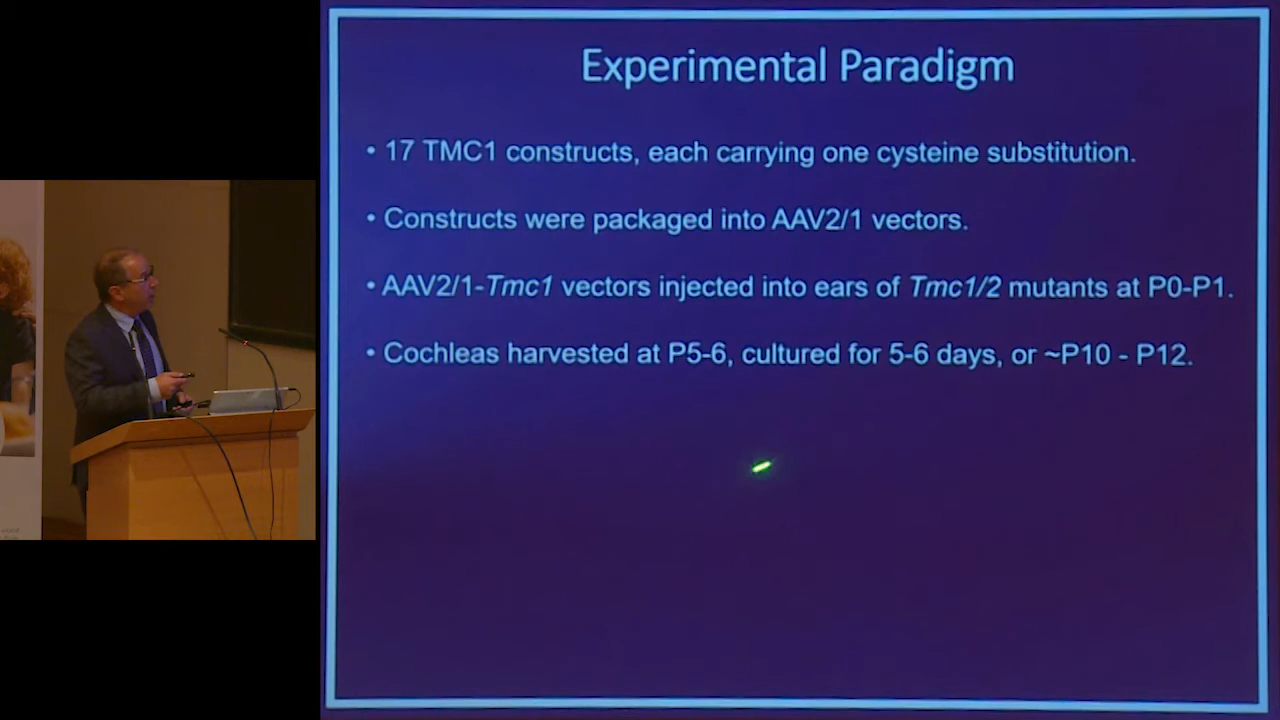 Experimental Paradigm
• 17 TMC1 constructs, each carrying one cysteine substitution.
• Constructs were packaged into AAV2/1 vectors.
• AAV2/1-Tmc1 vectors injected into ears of Tmc1/2 mutants at P0-P1.
• Cochleas harvested at P5-6, cultured for 5-6 days, or ~P10 - P12.